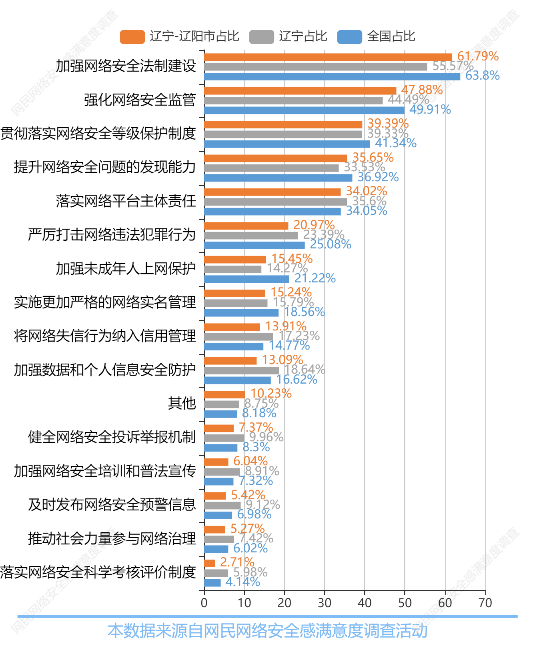 辽宁-辽阳市占比 辽宁占比 全国占比
加强网络安全法制建设 61.79% 55.57% 63.8%
强化网络安全监管 47.88% 44.49% 49.91%
贯彻落实网络安全等级保护制度 39.39% 39.33% 41.34%
提升网络安全问题的发现能力 35.65% 33.53% 36.92%
落实网络平台主体责任 34.02% 35.6% 34.05%
严厉打击网络违法犯罪行为 20.97% 23.39% 25.08%
加强未成年人上网保护 15.45% 14.27% 21.22%
实施更加严格的网络实名管理 15.24% 15.79% 18.56%
将网络失信行为纳入信用管理 13.91% 17.23% 14.77%
加强数据和个人信息安全防护 13.09% 18.64% 16.62%
其他 10.23% 8.75% 8.18%
健全网络安全投诉举报机制 7.37% 9.96% 8.3%
加强网络安全培训和普法宣传 6.04% 8.91% 7.32%
及时发布网络安全预警信息 5.42% 9.12% 6.98%
推动社会力量参与网络治理 5.27% 7.42% 6.02%
落实网络安全科学考核评价制度 2.71% 5.98% 4.14%
0 10 20 30 40 50 60 70
本数据来源自网民网络安全感满意度调查活动